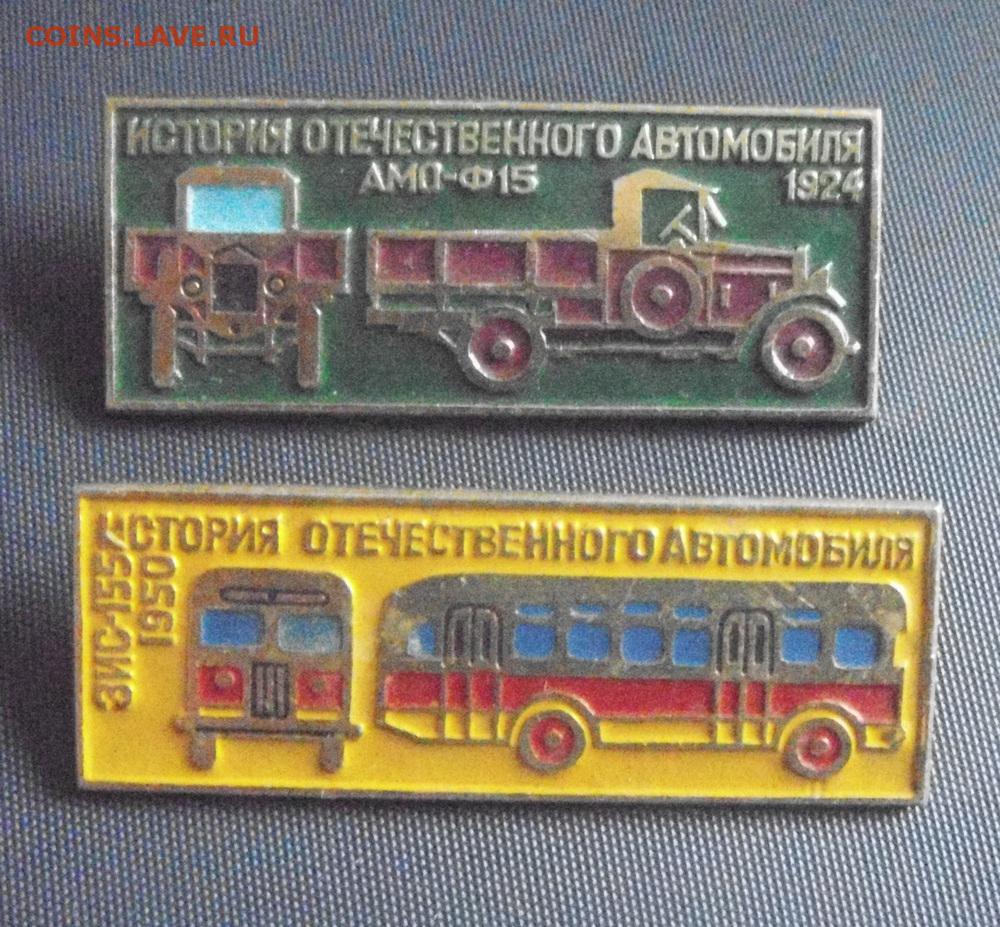 COINS.LAVE.RU
ИСТОРИЯ ОТЕЧЕСТВЕННОГО АВТОМОБИЛЯ
АМО-Ф15 1924
ИСТОРИЯ ОТЕЧЕСТВЕННОГО АВТОМОБИЛЯ
ЗИС-155
1950